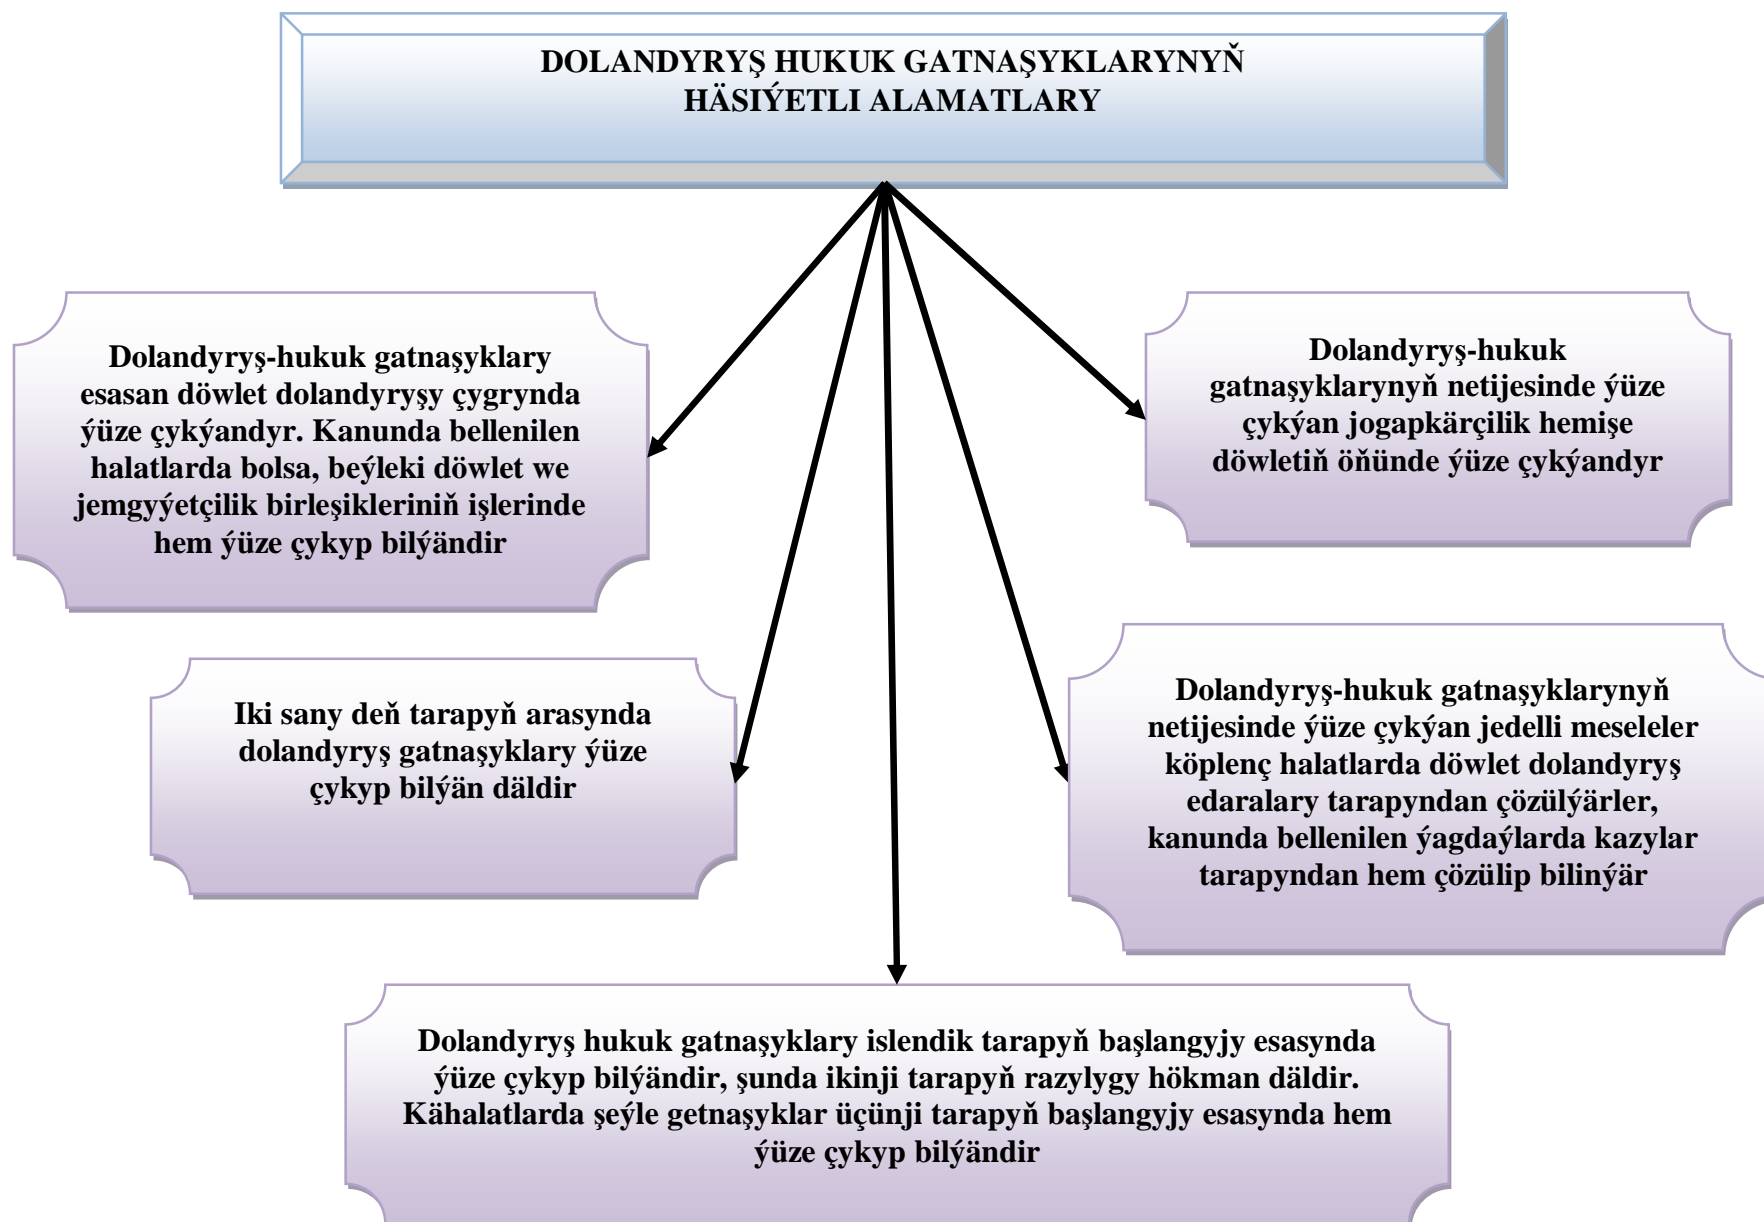 DOLANDYRYŞ HUKUK GATNAŞYKLARYNYŇ
HÄSIÝETLI ALAMATLARY
Dolandyryş-hukuk gatnaşyklary
esasan döwlet dolandyryşy çygrynda
ýüze çykýandyr. Kanunda bellenilen
halatlarda bolsa, beýleki döwlet we
jemgyýetçilik birleşikleriniň işlerinde
hem ýüze çykyp bilýändir
Dolandyryş-hukuk
gatnaşyklarynyň netijesinde ýüze
çykýan jogapkärçilik hemişe
döwletiň öňünde ýüze çykýandyr
Iki sany deň tarapyň arasynda
dolandyryş gatnaşyklary ýüze
çykyp bilýän däldir
Dolandyryş-hukuk gatnaşyklarynyň
netijesinde ýüze çykýan jedelli meseleler
köplenç halatlarda döwlet dolandyryş
edaralary tarapyndan çözülýärler,
kanunda bellenilen ýagdaýlarda kazylar
tarapyndan hem çözülip bilinýär
Dolandyryş hukuk gatnaşyklary islendik tarapyň başlangyjy esasynda
ýüze çykyp bilýändir, şunda ikinji tarapyň razylygy hökman däldir.
Kähalatlarda şeýle getnaşyklar üçünji tarapyň başlangyjy esasynda hem
ýüze çykyp bilýändir